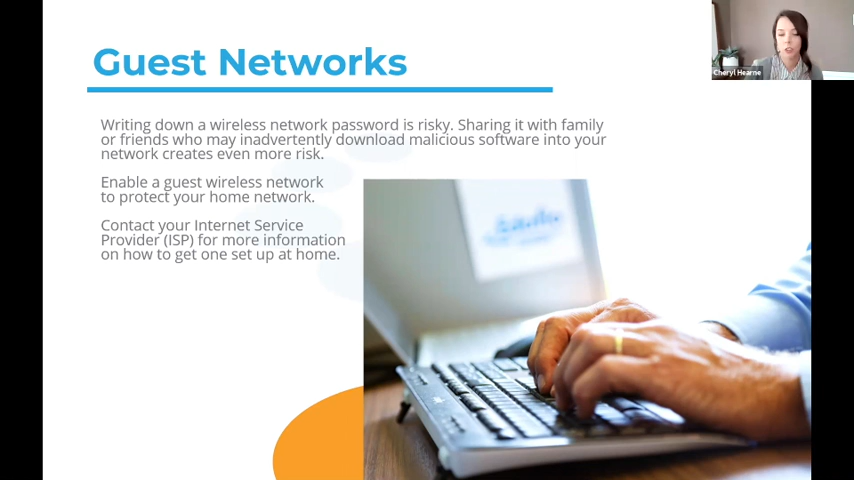 Guest Networks
Cheryl Hearne
Writing down a wireless network password is risky. Sharing it with family
or friends who may inadvertently download malicious software into your
network creates even more risk.
Enable a guest wireless network
to protect your home network.
Contact your Internet Service
Provider (ISP) for more information
on how to get one set up at home.